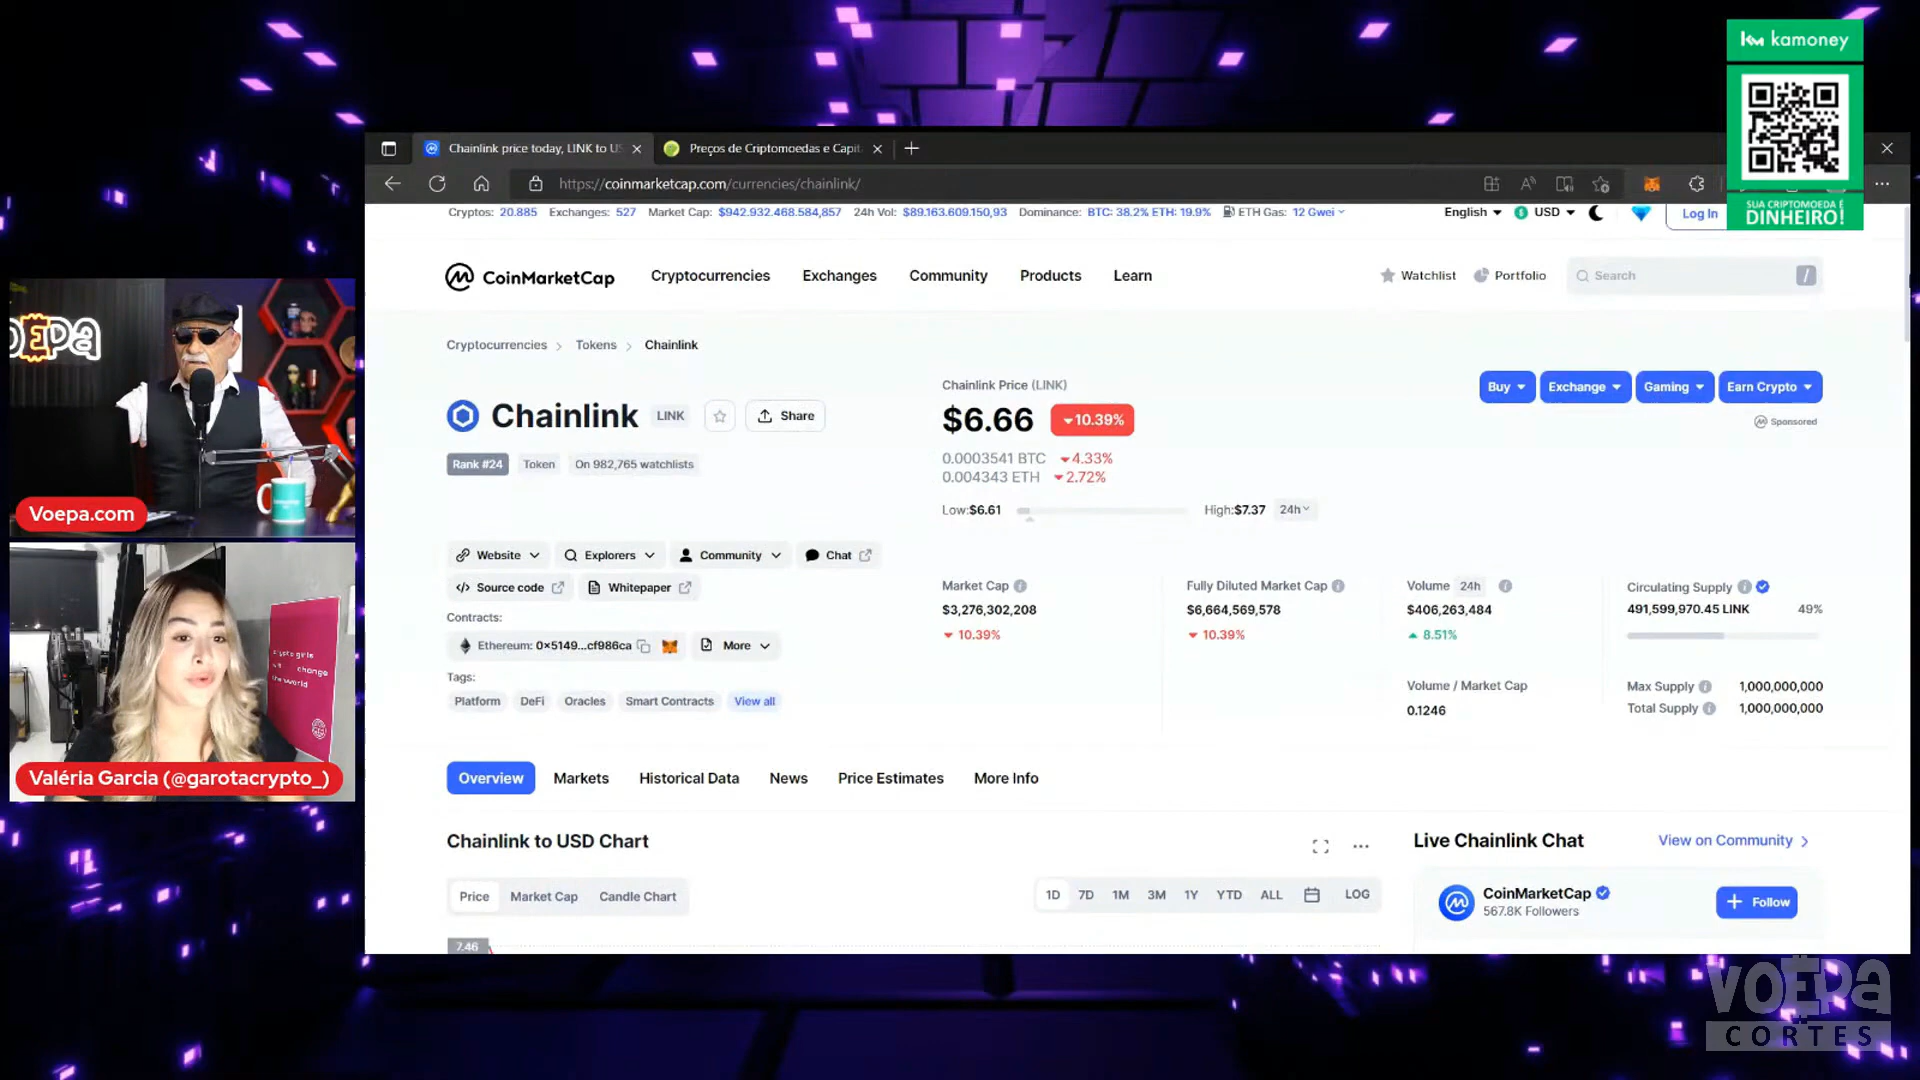 kamoney
SUA CRIPTOMOEDA É
DINHEIRO!
Chainlink price today, LINK to US
Preços de Criptomoedas e Capit
https://coinmarketcap.com/currencies/chainlink/
Cryptos: 20.885 Exchanges: 527 Market Cap: $942.932.468.584,857 24h Vol: $89.163.609.150,93 Dominance: BTC: 38.2% ETH: 19.9% ETH Gas: 12 Gwei
English USD Log In
CoinMarketCap
Cryptocurrencies Exchanges Community Products Learn
Watchlist Portfolio Search /
Cryptocurrencies Tokens Chainlink
Chainlink LINK Share
Rank #24 Token On 982,765 watchlists
Chainlink Price (LINK)
$6.66 10.39%
0.0003541 BTC 4.33%
0.004343 ETH 2.72%
Low:$6.61 High:$7.37 24h
Buy Exchange Gaming Earn Crypto
Sponsored
Website Explorers Community Chat
Source code Whitepaper
Contracts:
Ethereum: 0x5149...cf986ca More
Tags:
Platform DeFi Oracles Smart Contracts View all
Market Cap
$3,276,302,208
10.39%
Fully Diluted Market Cap
$6,664,569,578
10.39%
Volume 24h
$406,263,484
8.51%
Volume / Market Cap
0.1246
Circulating Supply
491,599,970.45 LINK 49%
Max Supply 1,000,000,000
Total Supply 1,000,000,000
Overview Markets Historical Data News Price Estimates More Info
Chainlink to USD Chart
Price Market Cap Candle Chart
1D 7D 1M 3M 1Y YTD ALL LOG
7.46
Live Chainlink Chat View on Community
CoinMarketCap
567.8K Followers
Follow
OEPA
Voepa.com
crypto girls
will change
the world
Valéria Garcia (@garotacrypto_)
VOEPA
CORTES